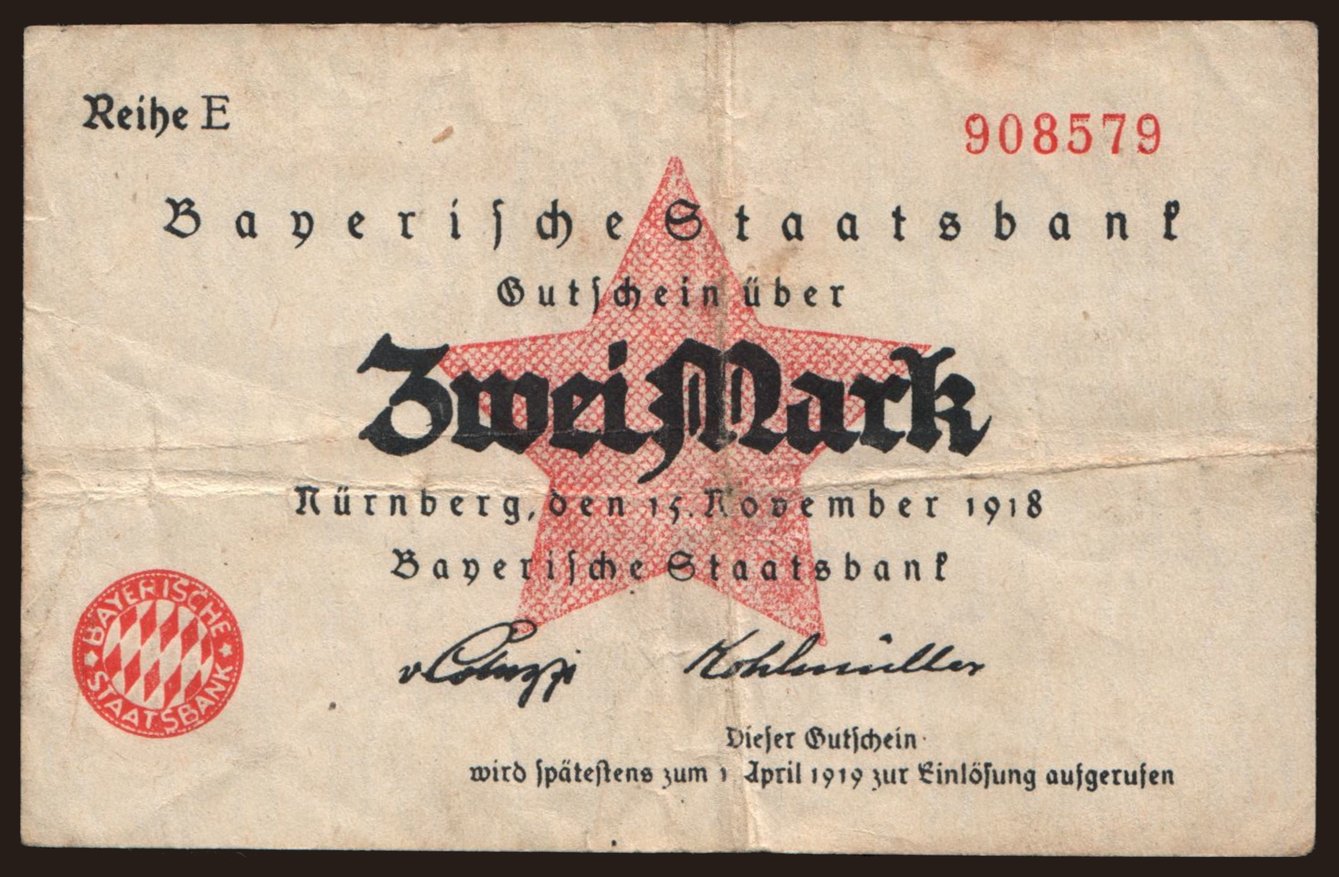 Reihe E
908579
Bayerische Staatsbank
Gutschein über
Zwei Mark
Nürnberg, den 15. November 1918
Bayerische Staatsbank
Kohlmüller
BAYERISCHE STAATSBANK
Dieser Gutschein
wird spätestens zum 1. April 1919 zur Einlösung aufgerufen